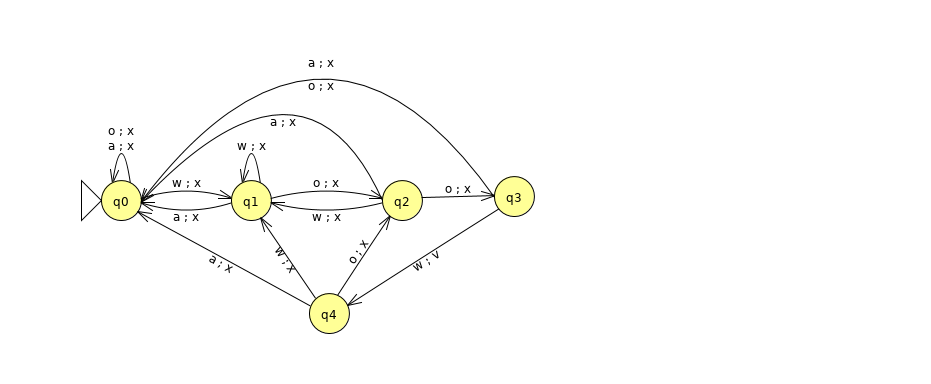 a ; x
o ; x
a ; x
o ; x
a ; x
w ; x
w ; x
o ; x
o ; x
q0
q1
q2
q3
a ; x
w ; x
a ; x
w ; x
o ; x
w ; v
q4